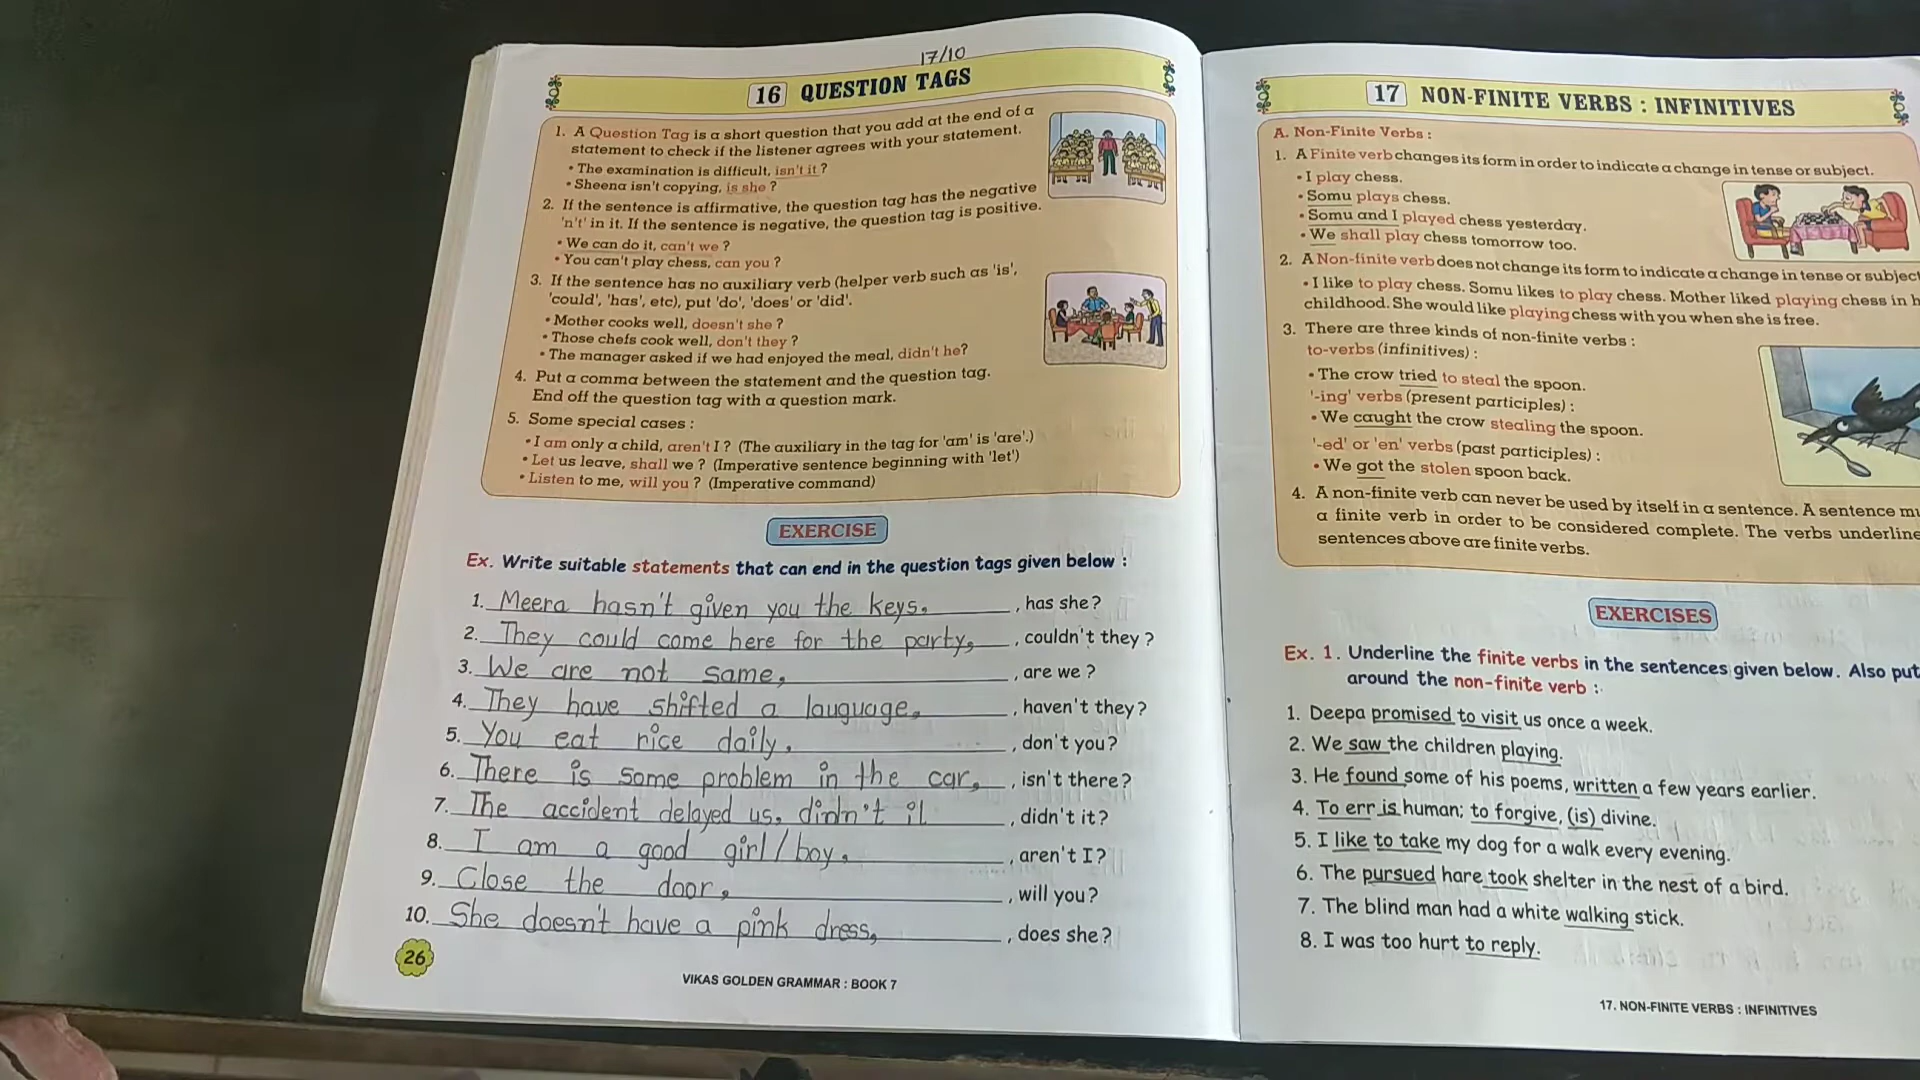 17/10
16 QUESTION TAGS
1. A Question Tag is a short question that you add at the end of a
statement to check if the listener agrees with your statement.
• The examination is difficult, isn't it ?
• Sheena isn't copying, is she ?
2. If the sentence is affirmative, the question tag has the negative
'n't' in it. If the sentence is negative, the question tag is positive.
• We can do it, can't we ?
• You can't play chess, can you ?
3. If the sentence has no auxiliary verb (helper verb such as 'is',
'could', 'has', etc), put 'do', 'does' or 'did'.
• Mother cooks well, doesn't she ?
• Those chefs cook well, don't they ?
• The manager asked if we had enjoyed the meal, didn't he?
4. Put a comma between the statement and the question tag.
End off the question tag with a question mark.
5. Some special cases :
• I am only a child, aren't I ? (The auxiliary in the tag for 'am' is 'are'.)
• Let us leave, shall we ? (Imperative sentence beginning with 'let')
• Listen to me, will you ? (Imperative command)
EXERCISE
Ex. Write suitable statements that can end in the question tags given below :
1. Meera hasn't given you the keys. , has she?
2. They could come here for the party, , couldn't they ?
3. We are not same, , are we ?
4. They have shifted a lauguage, , haven't they?
5. You eat rice daily. , don't you?
6. There is some problem in the car, , isn't there?
7. The accident delayed us, didn't it , didn't it?
8. I am a good girl/boy. , aren't I?
9. Close the door, , will you?
10. She doesn't have a pink dress, , does she?
26
VIKAS GOLDEN GRAMMAR : BOOK 7
17 NON-FINITE VERBS : INFINITIVES
A. Non-Finite Verbs :
1. A Finite verb changes its form in order to indicate a change in tense or subject.
• I play chess.
• Somu plays chess.
• Somu and I played chess yesterday.
• We shall play chess tomorrow too.
2. A Non-finite verb does not change its form to indicate a change in tense or subject
• I like to play chess. Somu likes to play chess. Mother liked playing chess in
childhood. She would like playing chess with you when she is free.
3. There are three kinds of non-finite verbs :
to-verbs (infinitives) :
• The crow tried to steal the spoon.
'-ing' verbs (present participles) :
• We caught the crow stealing the spoon.
'-ed' or 'en' verbs (past participles) :
• We got the stolen spoon back.
4. A non-finite verb can never be used by itself in a sentence. A sentence
a finite verb in order to be considered complete. The verbs underline
sentences above are finite verbs.
EXERCISES
Ex. 1. Underline the finite verbs in the sentences given below. Also put
around the non-finite verb :
1. Deepa promised to visit us once a week.
2. We saw the children playing.
3. He found some of his poems, written a few years earlier.
4. To err is human; to forgive, (is) divine.
5. I like to take my dog for a walk every evening.
6. The pursued hare took shelter in the nest of a bird.
7. The blind man had a white walking stick.
8. I was too hurt to reply.
17. NON-FINITE VERBS : INFINITIVES